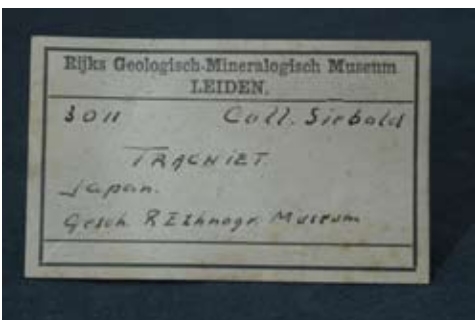 Rijks Geologisch-Mineralogisch Museum
LEIDEN.
3011 Coll. Siebold
TRACHIET.
Japan.
Gesch. R Ethnogr. Museum